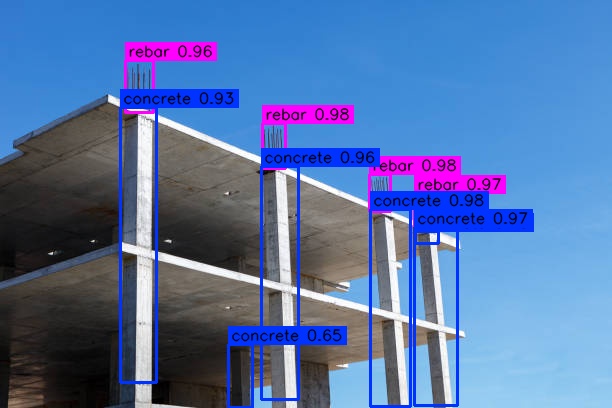 rebar 0.96
concrete 0.93
rebar 0.98
concrete 0.96
rebar 0.98
rebar 0.97
concrete 0.98
concrete 0.97
concrete 0.65